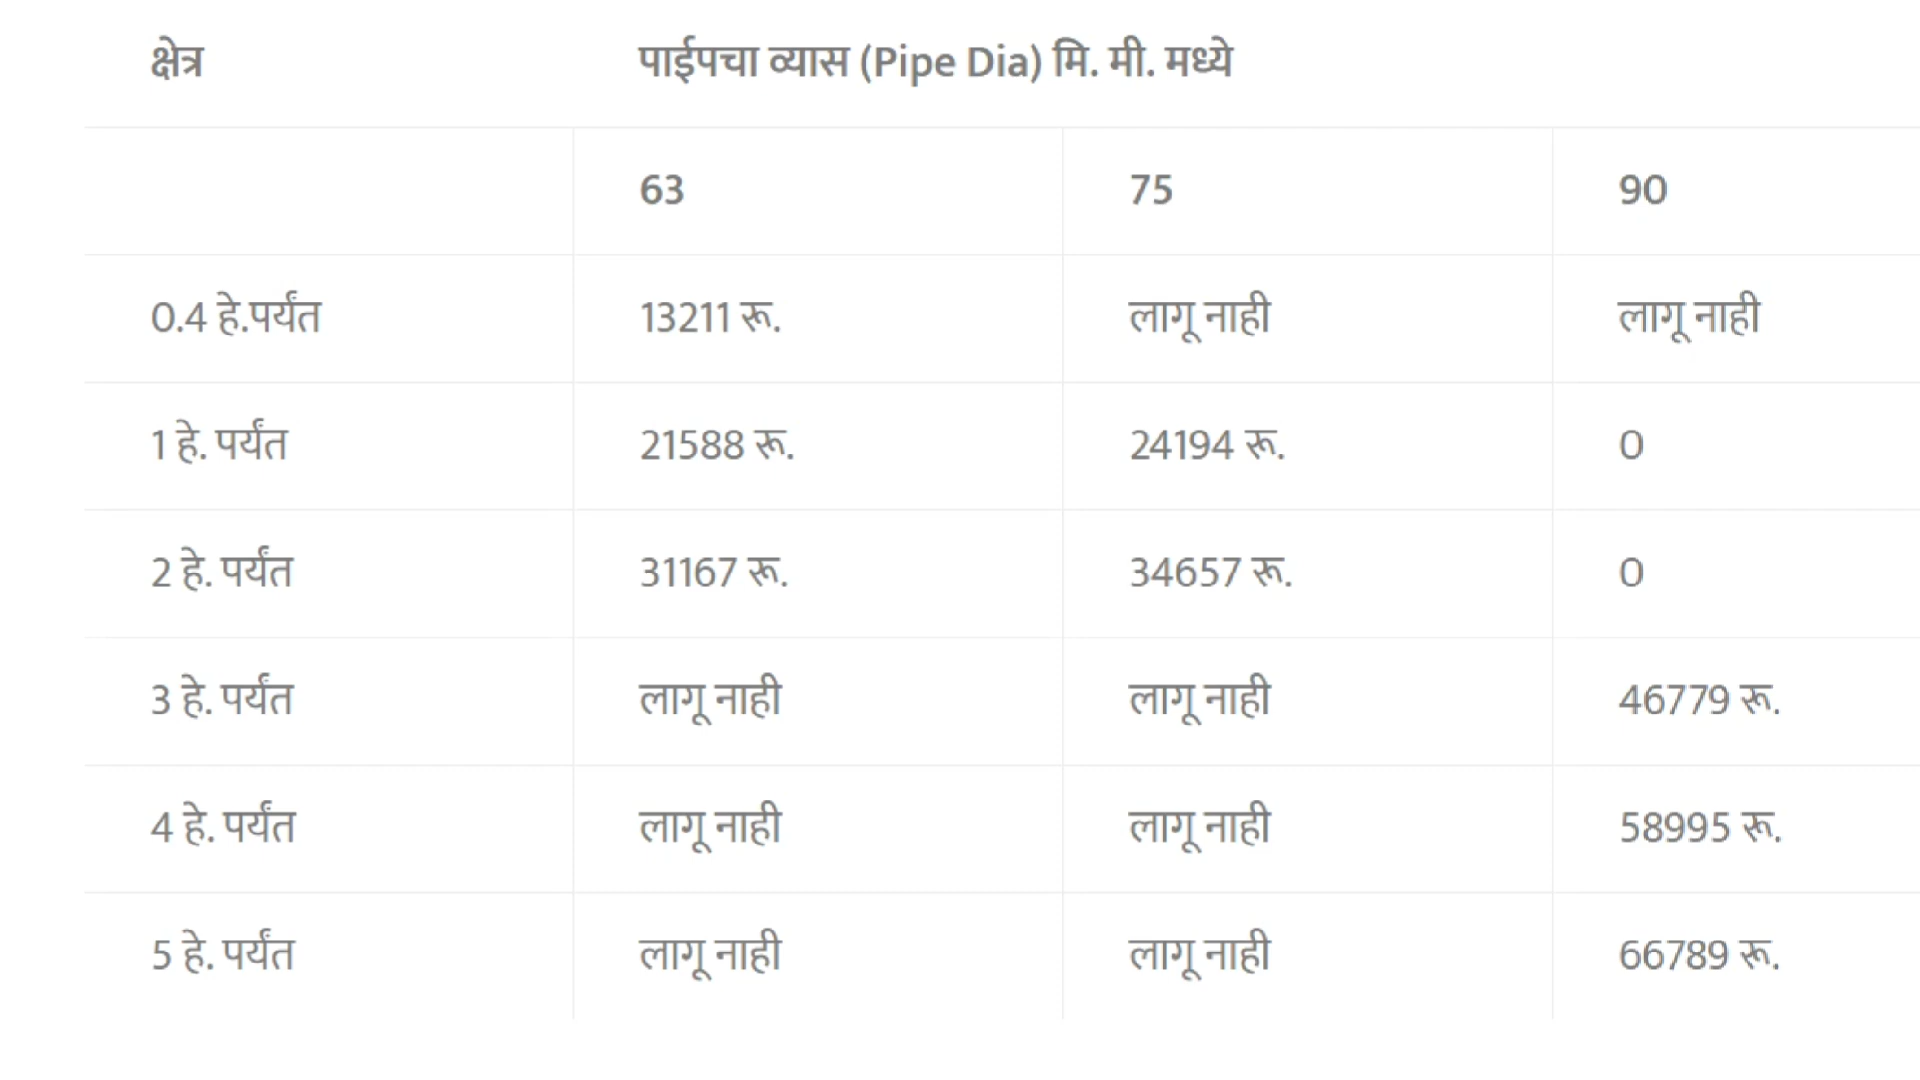 क्षेत्र पाईपचा व्यास (Pipe Dia) मि. मी. मध्ये
63 75 90
0.4 हे.पर्यंत 13211 रू. लागू नाही लागू नाही
1 हे. पर्यंत 21588 रू. 24194 रू. 0
2 हे. पर्यंत 31167 रू. 34657 रू. 0
3 हे. पर्यंत लागू नाही लागू नाही 46779 रू.
4 हे. पर्यंत लागू नाही लागू नाही 58995 रू.
5 हे. पर्यंत लागू नाही लागू नाही 66789 रू.